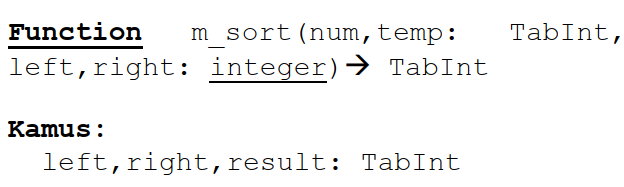 Function m_sort(num,temp: TabInt,
left,right: integer)→ TabInt
Kamus:
left,right,result: TabInt